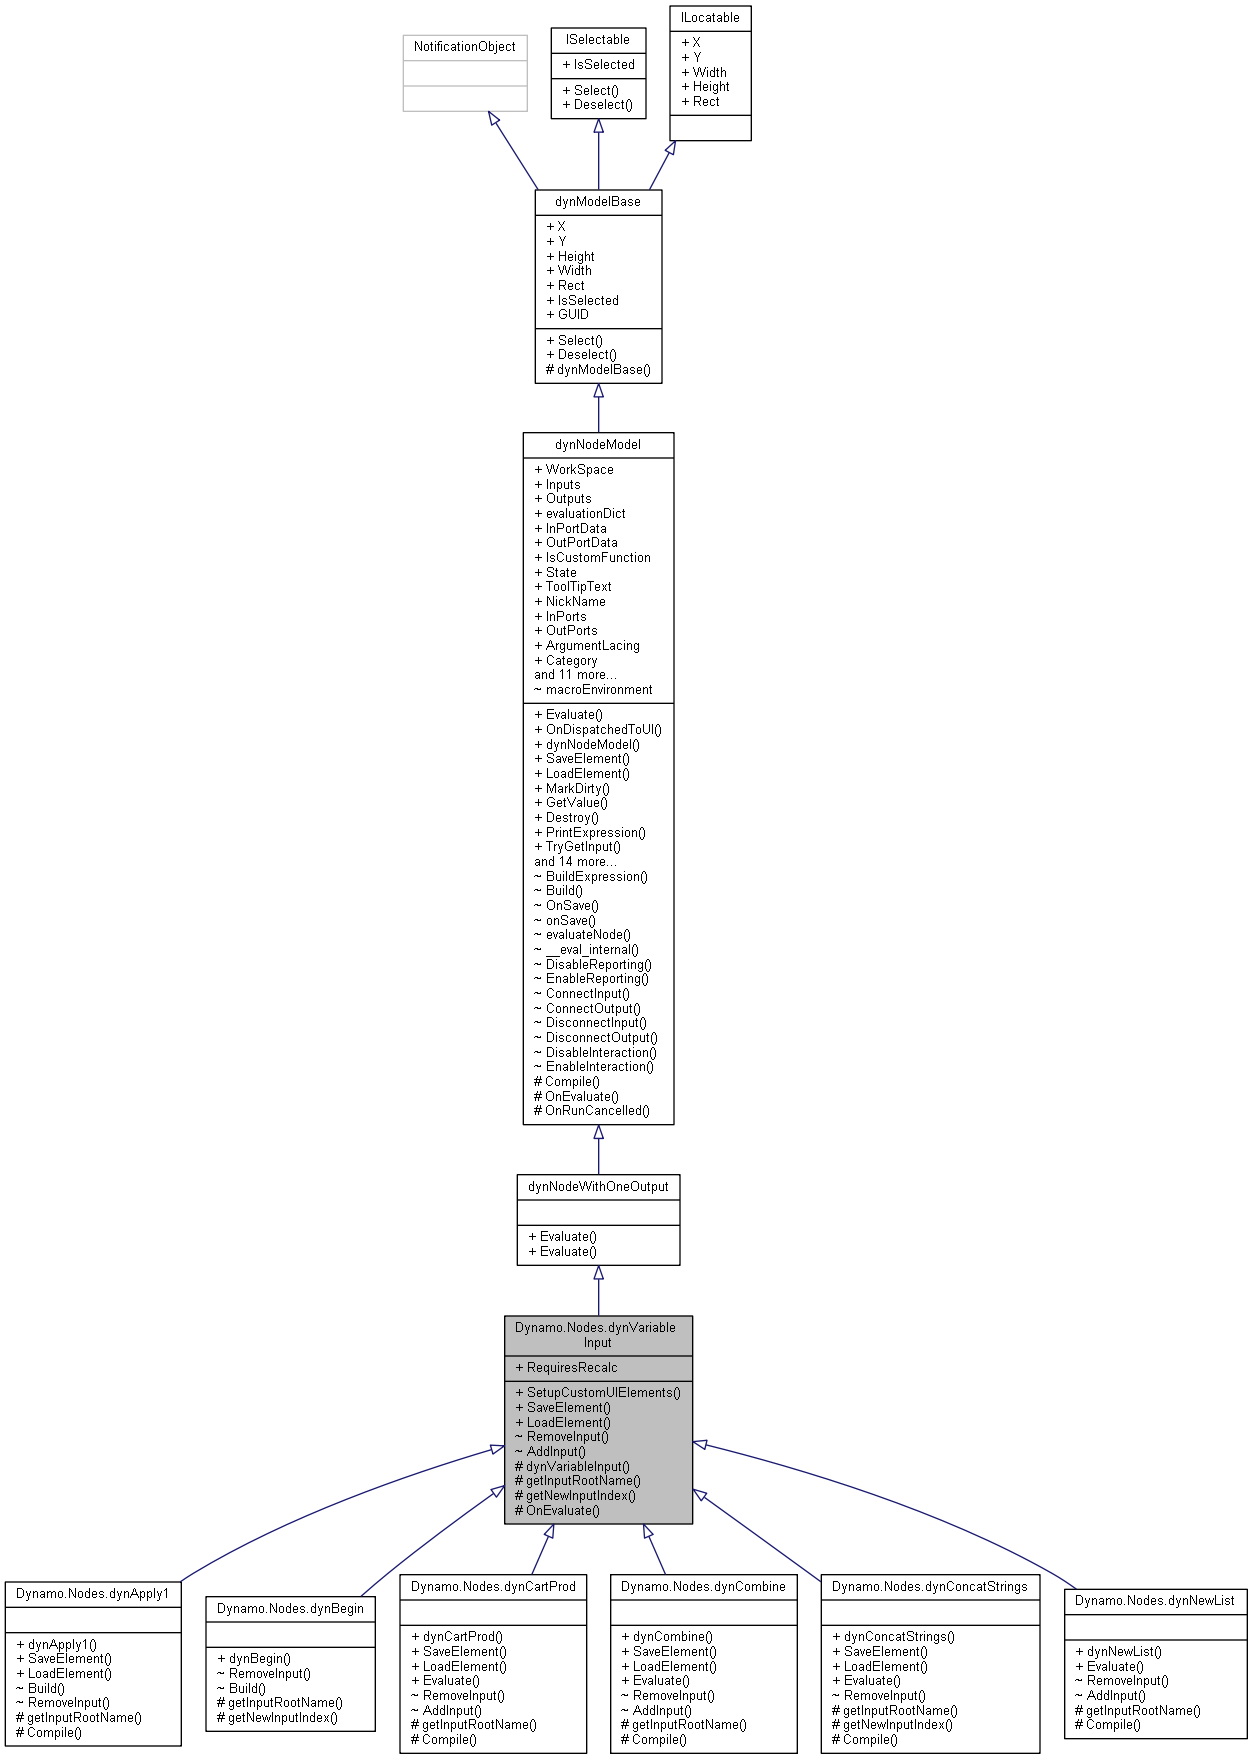 NotificationObject
ISelectable
+ IsSelected
+ Select()
+ Deselect()
ILocatable
+ X
+ Y
+ Width
+ Height
+ Rect
dynModelBase
+ X
+ Y
+ Height
+ Width
+ Rect
+ IsSelected
+ GUID
+ Select()
+ Deselect()
# dynModelBase()
dynNodeModel
+ WorkSpace
+ Inputs
+ Outputs
+ evaluationDict
+ InPortData
+ OutPortData
+ IsCustomFunction
+ State
+ ToolTipText
+ NickName
+ InPorts
+ OutPorts
+ ArgumentLacing
+ Category
and 11 more...
~ macroEnvironment
+ Evaluate()
+ OnDispatchedToUI()
+ dynNodeModel()
+ SaveElement()
+ LoadElement()
+ MarkDirty()
+ GetValue()
+ Destroy()
+ PrintExpression()
+ TryGetInput()
and 14 more...
~ BuildExpression()
~ Build()
~ OnSave()
~ onSave()
~ evaluateNode()
~ __eval_internal()
~ DisableReporting()
~ EnableReporting()
~ ConnectInput()
~ ConnectOutput()
~ DisconnectInput()
~ DisconnectOutput()
~ DisableInteraction()
~ EnableInteraction()
# Compile()
# OnEvaluate()
# OnRunCancelled()
dynNodeWithOneOutput
+ Evaluate()
+ Evaluate()
Dynamo.Nodes.dynVariable
Input
+ RequiresRecalc
+ SetupCustomUIElements()
+ SaveElement()
+ LoadElement()
~ RemoveInput()
~ AddInput()
# dynVariableInput()
# getInputRootName()
# getNewInputIndex()
# OnEvaluate()
Dynamo.Nodes.dynApply1
+ dynApply1()
+ SaveElement()
+ LoadElement()
~ Build()
~ RemoveInput()
# getInputRootName()
# Compile()
Dynamo.Nodes.dynBegin
+ dynBegin()
~ RemoveInput()
~ Build()
# getInputRootName()
# getNewInputIndex()
Dynamo.Nodes.dynCartProd
+ dynCartProd()
+ SaveElement()
+ LoadElement()
+ Evaluate()
~ RemoveInput()
~ AddInput()
# getInputRootName()
# Compile()
Dynamo.Nodes.dynCombine
+ dynCombine()
+ SaveElement()
+ LoadElement()
+ Evaluate()
~ RemoveInput()
~ AddInput()
# getInputRootName()
# Compile()
Dynamo.Nodes.dynConcatStrings
+ dynConcatStrings()
+ SaveElement()
+ LoadElement()
+ Evaluate()
~ RemoveInput()
# getInputRootName()
# getNewInputIndex()
# Compile()
Dynamo.Nodes.dynNewList
+ dynNewList()
+ Evaluate()
~ RemoveInput()
~ AddInput()
# getInputRootName()
# Compile()